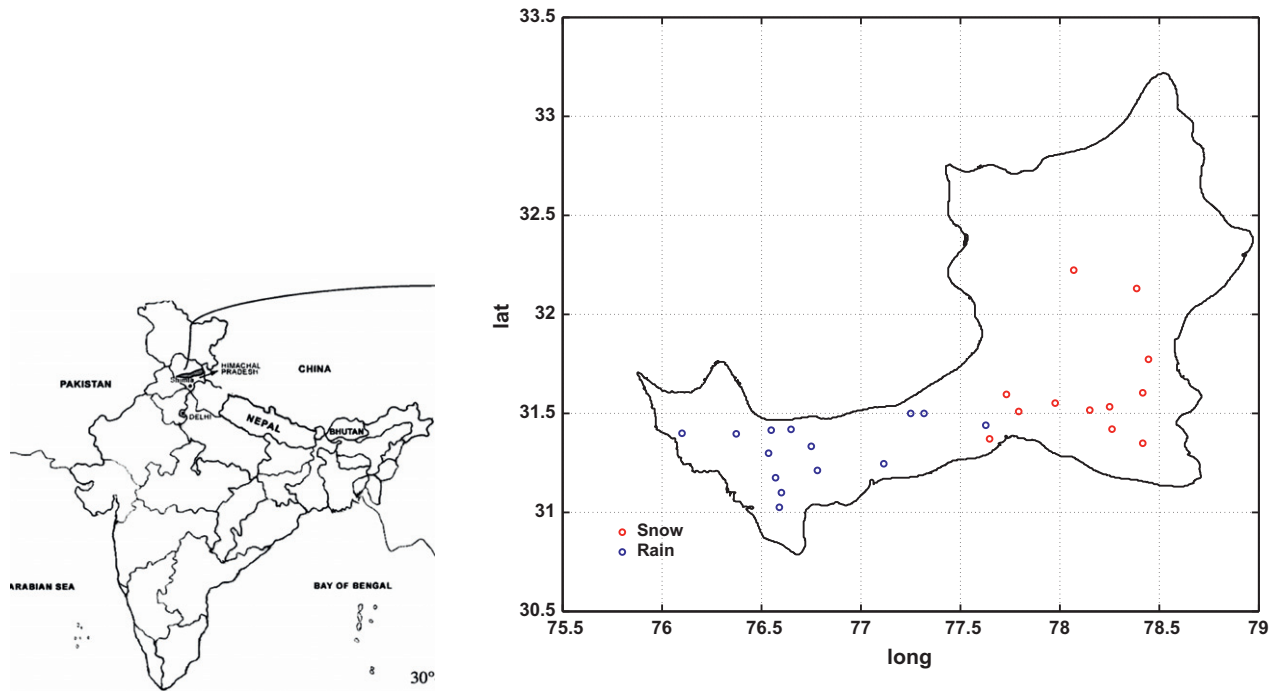 HIMACHAL
PRADESH
CHINA
PAKISTAN
DELHI
NEPAL
BHUTAN
ARABIAN SEA
BAY OF BENGAL
30°
33.5
33
32.5
32
31.5
31
30.5
lat
Snow
Rain
75.5 76 76.5 77 77.5 78 78.5 79
long